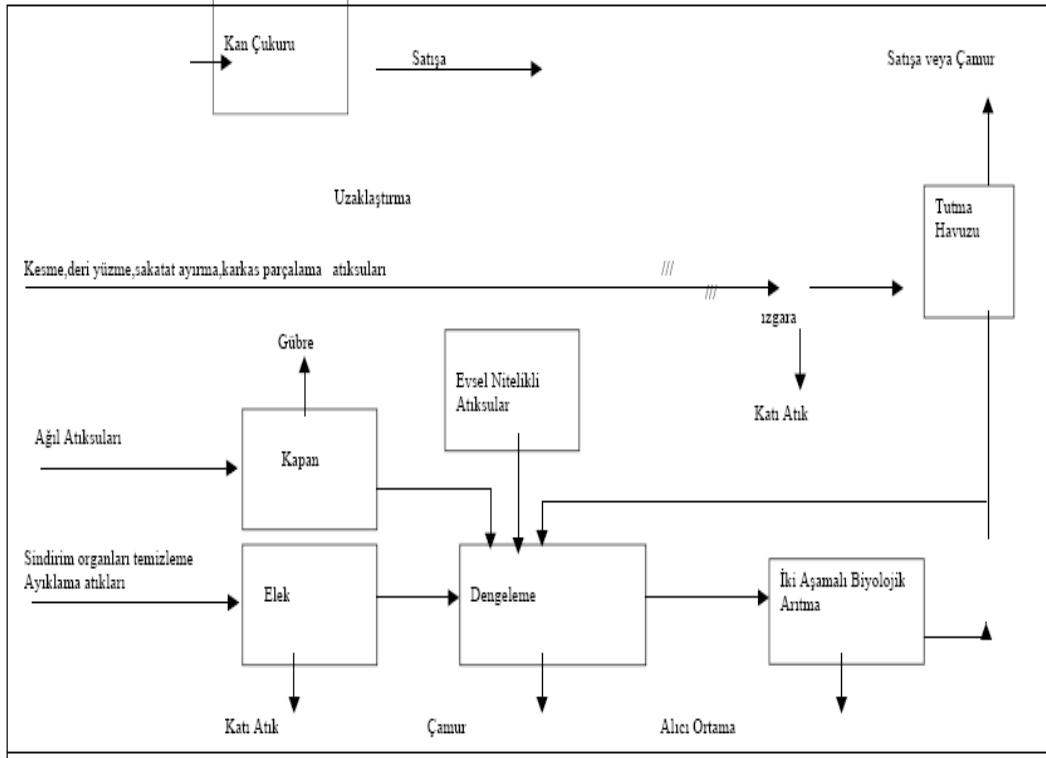 Kan Çukuru
Satışa
Satışa veya Çamur
Uzaklaştırma
Tutma
Havuzu
Kesme,deri yüzme,sakatat ayırma,karkas parçalama atıksuları
///
///
ızgara
Gübre
Evsel Nitelikli
Atıksular
Katı Atık
Ağıl Atıksuları
Kapan
Sindirim organları temizleme
Ayıklama atıkları
Elek
Dengeleme
İki Aşamalı Biyolojik
Arıtma
Katı Atık
Çamur
Alıcı Ortama